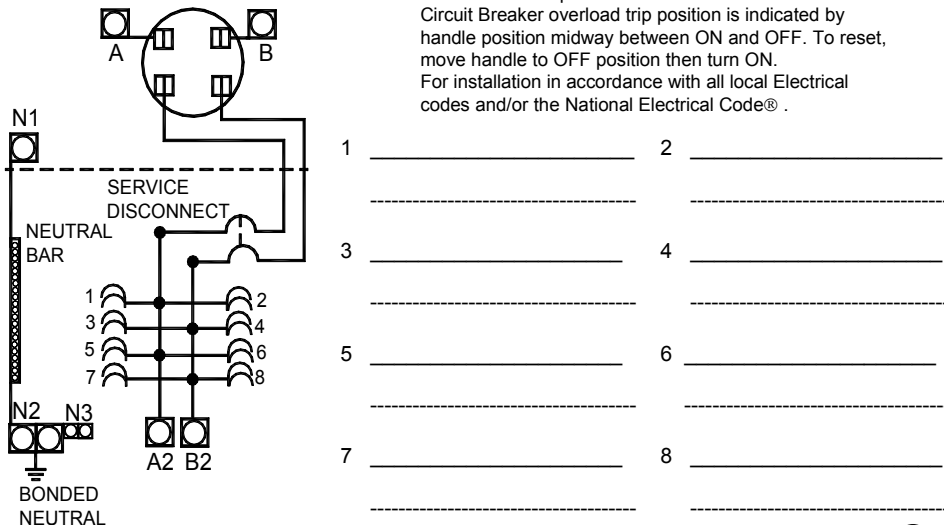 Circuit Breaker overload trip position is indicated by
handle position midway between ON and OFF. To reset,
move handle to OFF position then turn ON.
For installation in accordance with all local Electrical
codes and/or the National Electrical Code® .
A
B
N1
SERVICE
DISCONNECT
NEUTRAL
BAR
1
2
3
4
5
6
7
8
N2
N3
A2
B2
BONDED
NEUTRAL
1
2
3
4
5
6
7
8